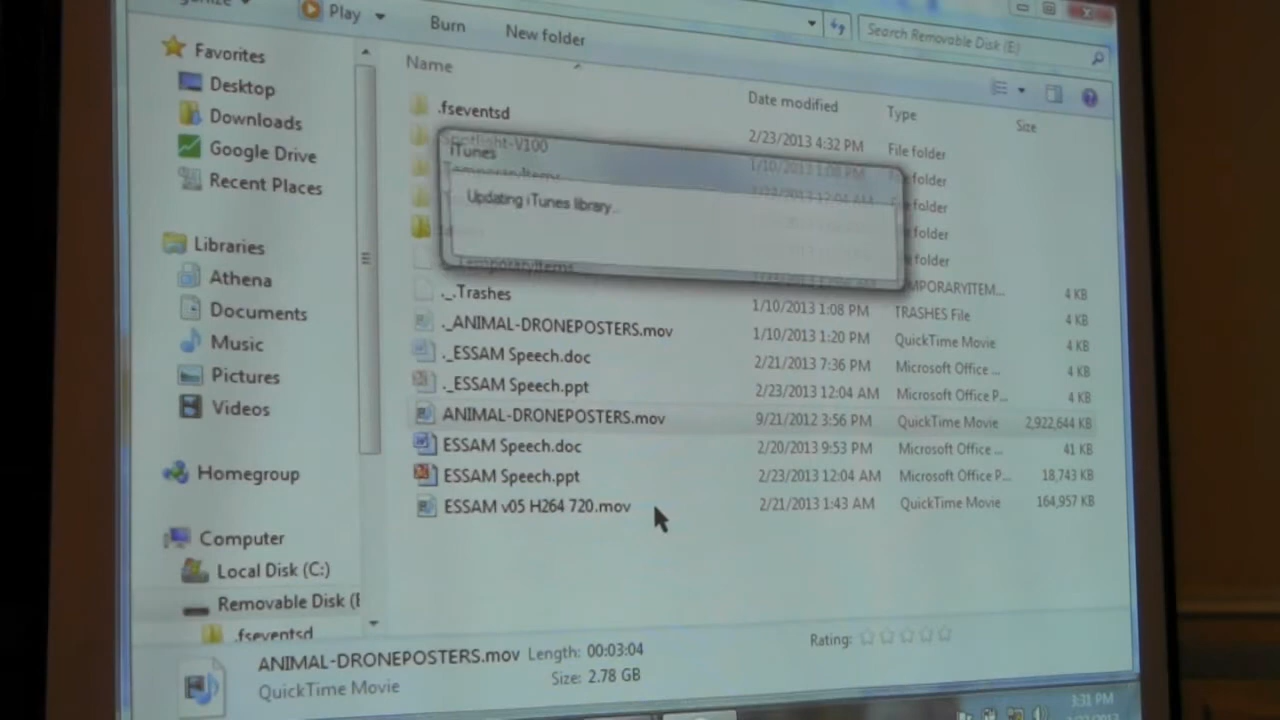 Play
Burn
New folder
Search Removable Disk (E:)
Favorites
Desktop
Downloads
Google Drive
Recent Places
Libraries
Athena
Documents
Music
Pictures
Videos
Homegroup
Computer
Local Disk (C:)
Removable Disk (E
.fseventsd
Name Date modified Type Size
.fseventsd 2/23/2013 4:32 PM File folder
Spotlight-V100 1/10/2013 1:08 PM folder
iTunes
Updating iTunes library...
folder
folder
folder
TemporaryItems MPORARYITEM... 4 KB
._.Trashes 1/10/2013 1:08 PM TRASHES File 4 KB
._ANIMAL-DRONEPOSTERS.mov 1/10/2013 1:20 PM QuickTime Movie 4 KB
._ESSAM Speech.doc 2/21/2013 7:36 PM Microsoft Office ... 4 KB
._ESSAM Speech.ppt 2/23/2013 12:04 AM Microsoft Office P... 4 KB
ANIMAL-DRONEPOSTERS.mov 9/21/2012 3:56 PM QuickTime Movie 2,922,644 KB
ESSAM Speech.doc 2/20/2013 9:53 PM Microsoft Office ... 41 KB
ESSAM Speech.ppt 2/23/2013 12:04 AM Microsoft Office P... 18,743 KB
ESSAM v05 H264 720.mov 2/21/2013 1:43 AM QuickTime Movie 164,957 KB
ANIMAL-DRONEPOSTERS.mov Length: 00:03:04 Rating:
QuickTime Movie Size: 2.78 GB
3:31 PM